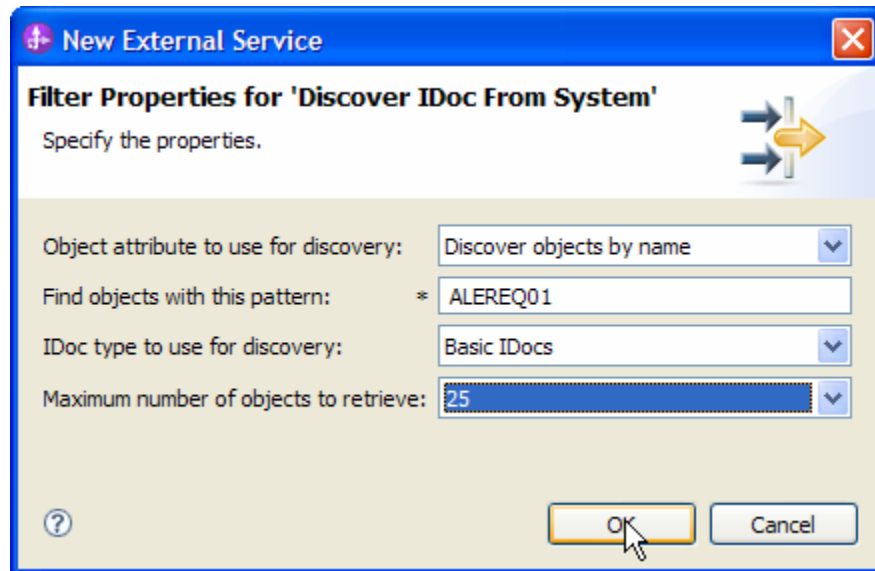 New External Service
Filter Properties for 'Discover IDoc From System'
Specify the properties.
Object attribute to use for discovery: Discover objects by name
Find objects with this pattern: * ALEREQ01
IDoc type to use for discovery: Basic IDocs
Maximum number of objects to retrieve: 25
? OK Cancel